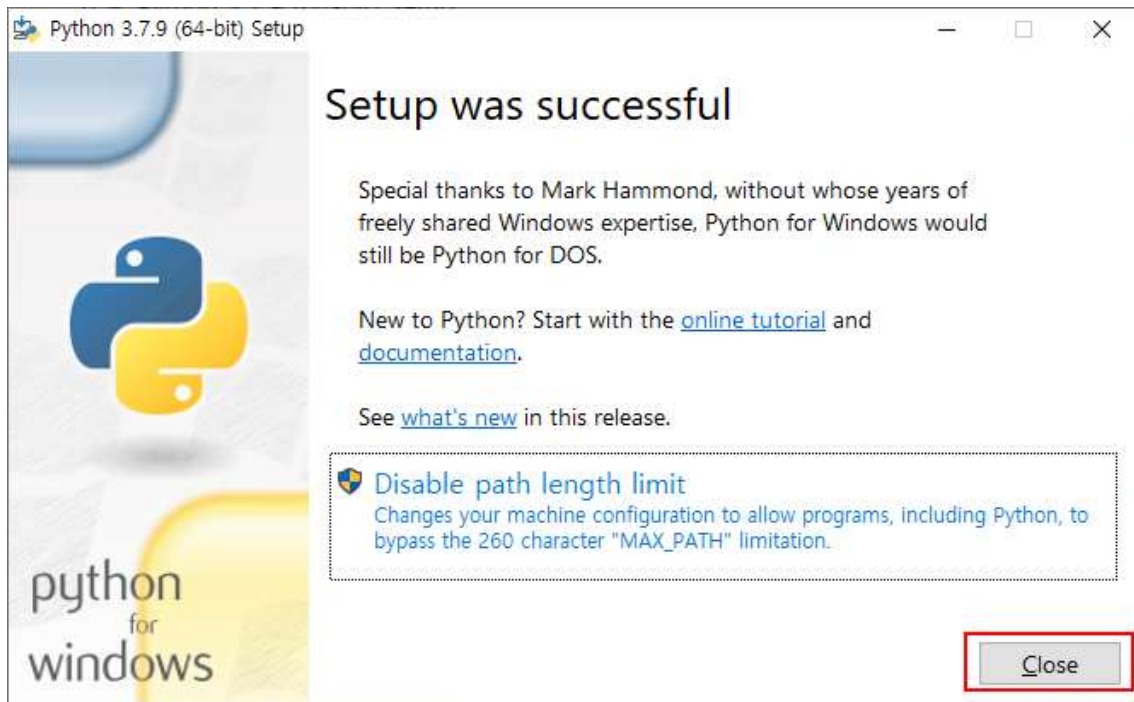 Python 3.7.9 (64-bit) Setup
Setup was successful
Special thanks to Mark Hammond, without whose years of
freely shared Windows expertise, Python for Windows would
still be Python for DOS.
New to Python? Start with the online tutorial and
documentation.
See what's new in this release.
Disable path length limit
Changes your machine configuration to allow programs, including Python, to
bypass the 260 character "MAX_PATH" limitation.
python
for
windows
Close